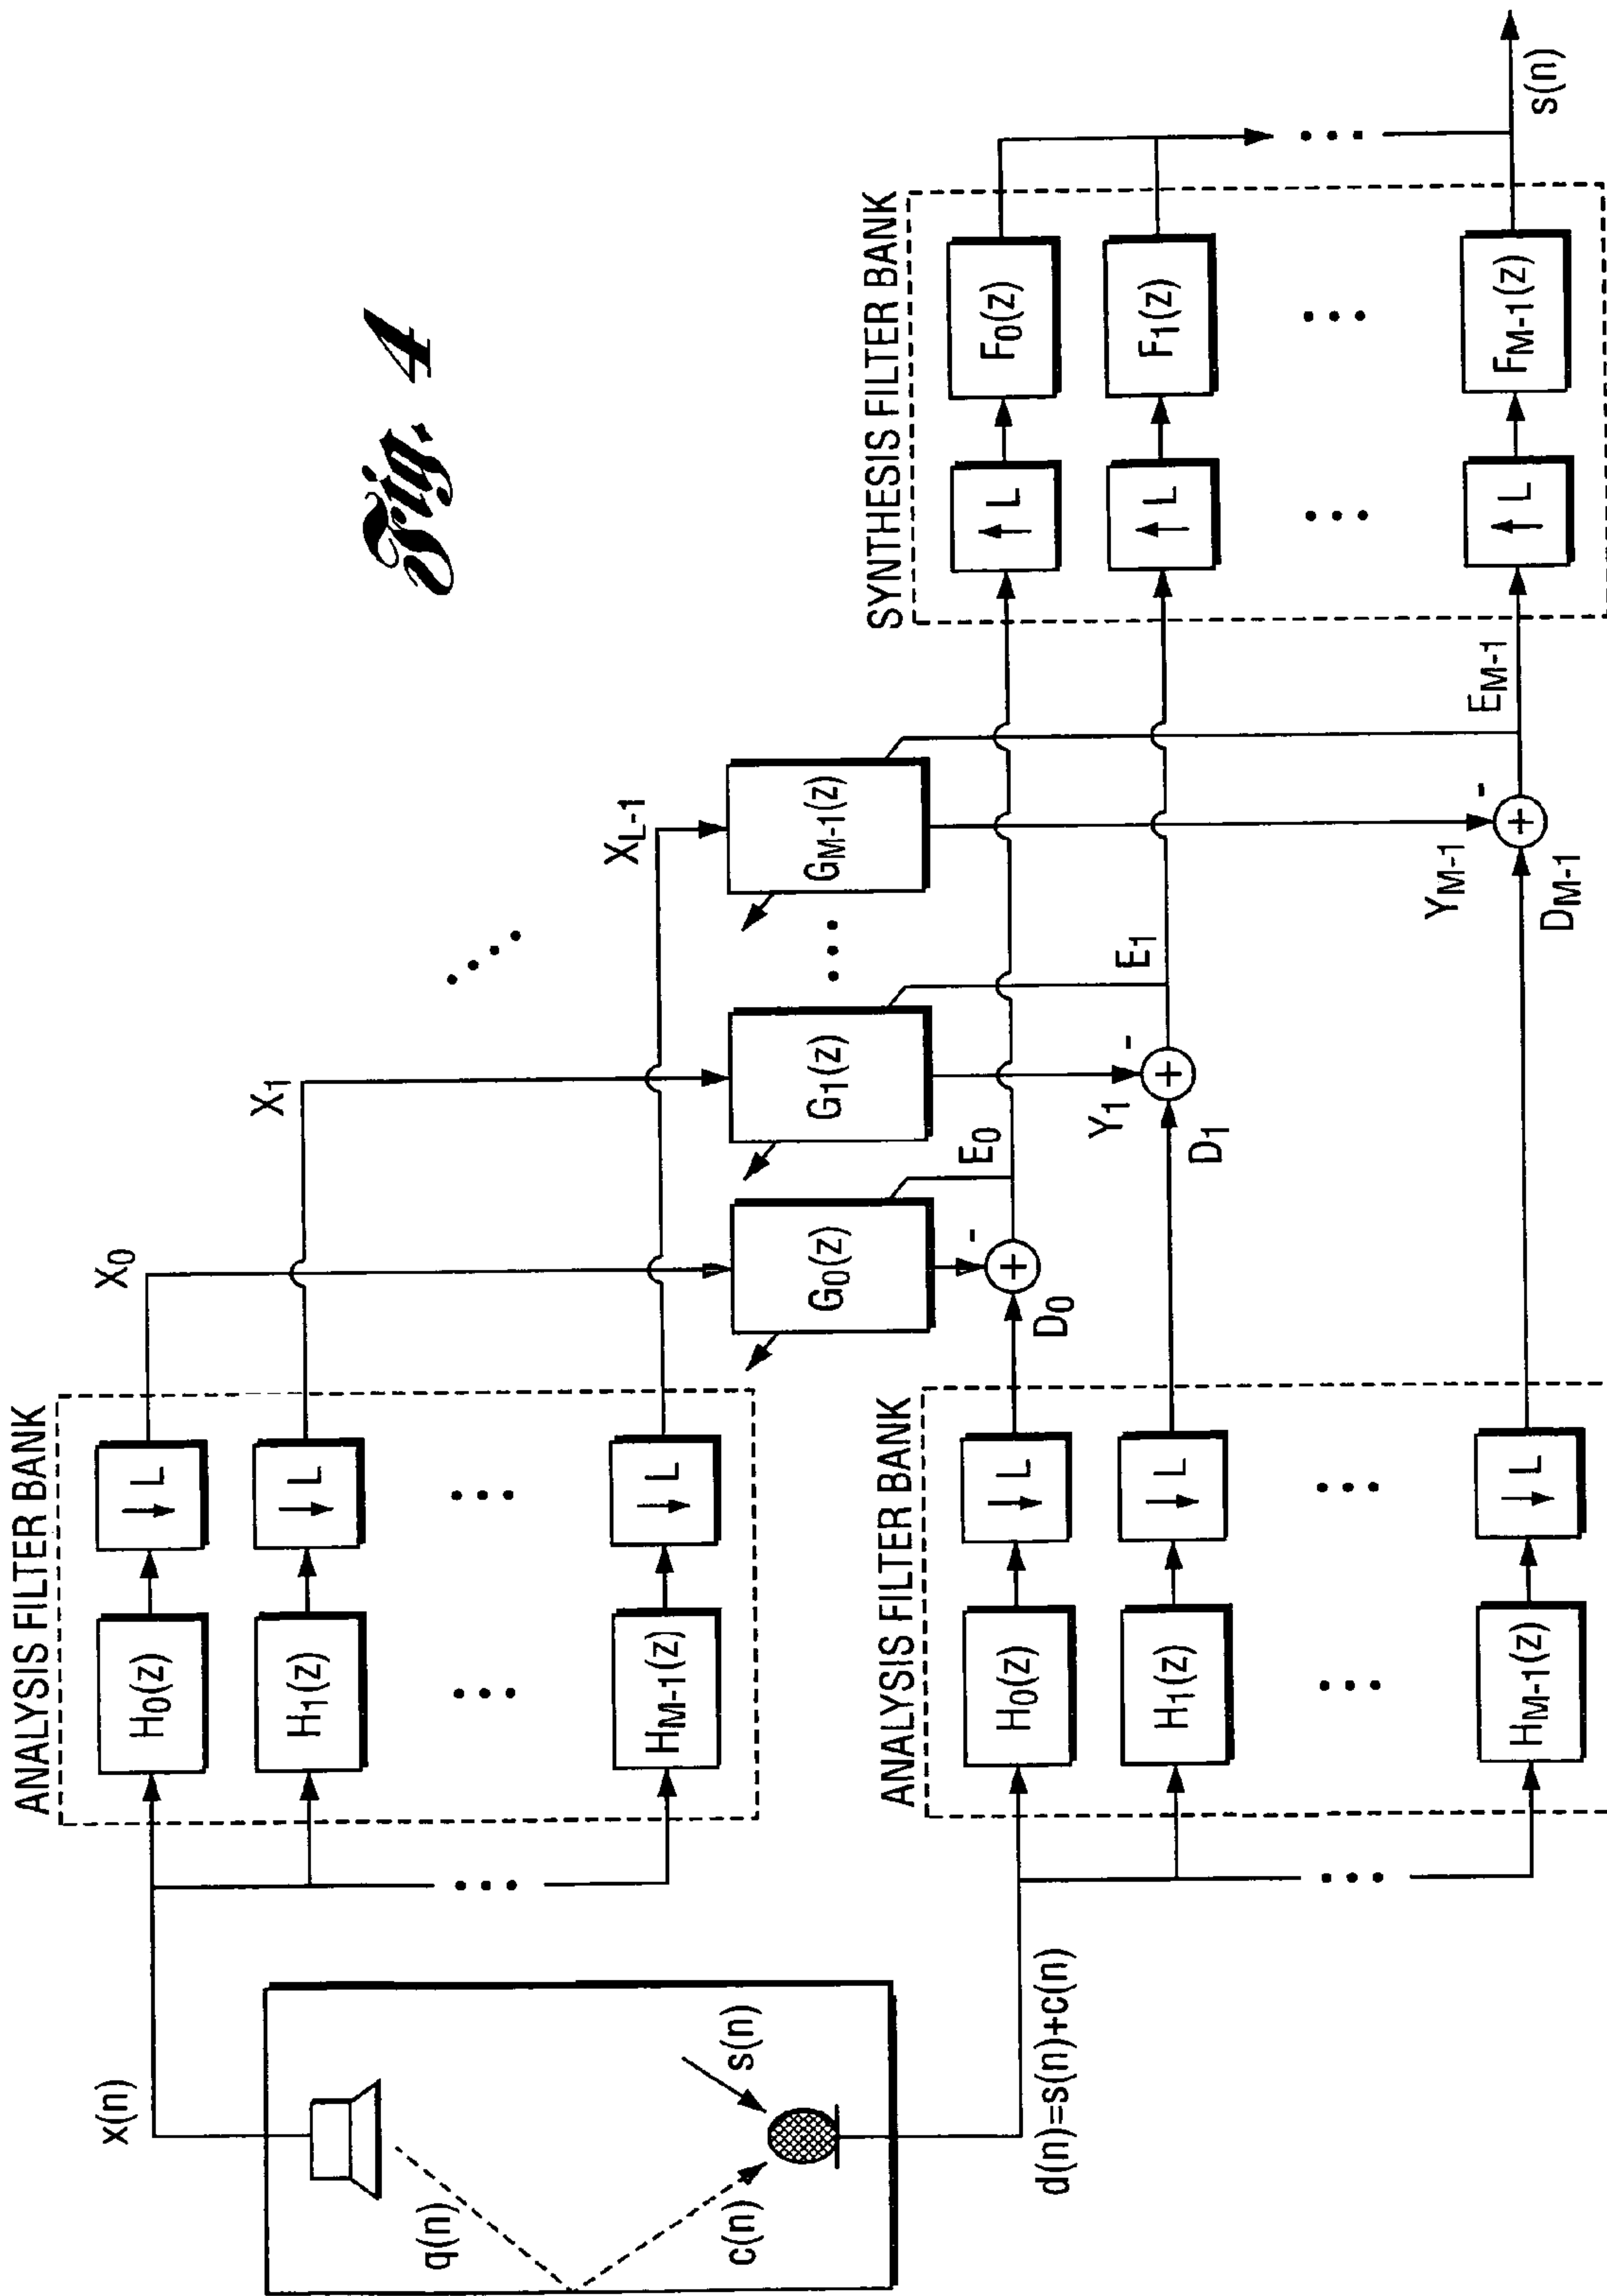 Fig. 4
x(n)
q(n)
c(n)
s(n)
d(n)=s(n)+c(n)
ANALYSIS FILTER BANK
H0(z)
↓ L
H1(z)
↓ L
...
...
...
HM-1(z)
↓ L
X0
X1
XL-1
....
G0(z)
G1(z)
...
GM-1(z)
ANALYSIS FILTER BANK
H0(z)
↓ L
H1(z)
↓ L
...
...
...
HM-1(z)
↓ L
D0
-
+
E0
Y1
D1
-
+
E1
YM-1
DM-1
-
+
EM-1
SYNTHESIS FILTER BANK
↑ L
F0(z)
↑ L
F1(z)
...
...
...
↑ L
FM-1(z)
s(n)